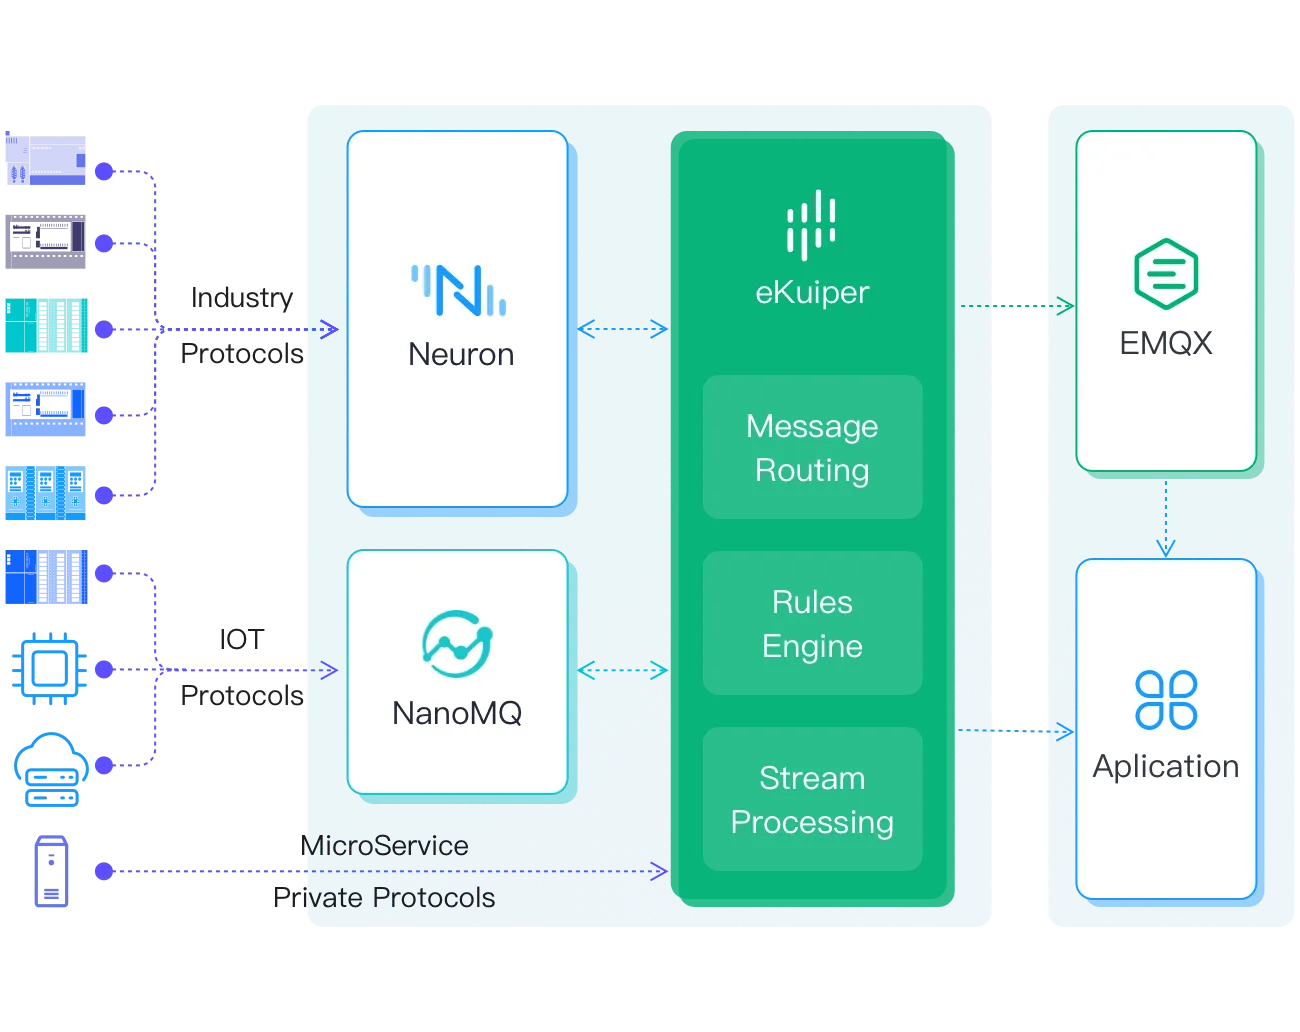 Industry
Protocols
Neuron
IOT
Protocols
NanoMQ
MicroService
Private Protocols
eKuiper
Message
Routing
Rules
Engine
Stream
Processing
EMQX
Aplication